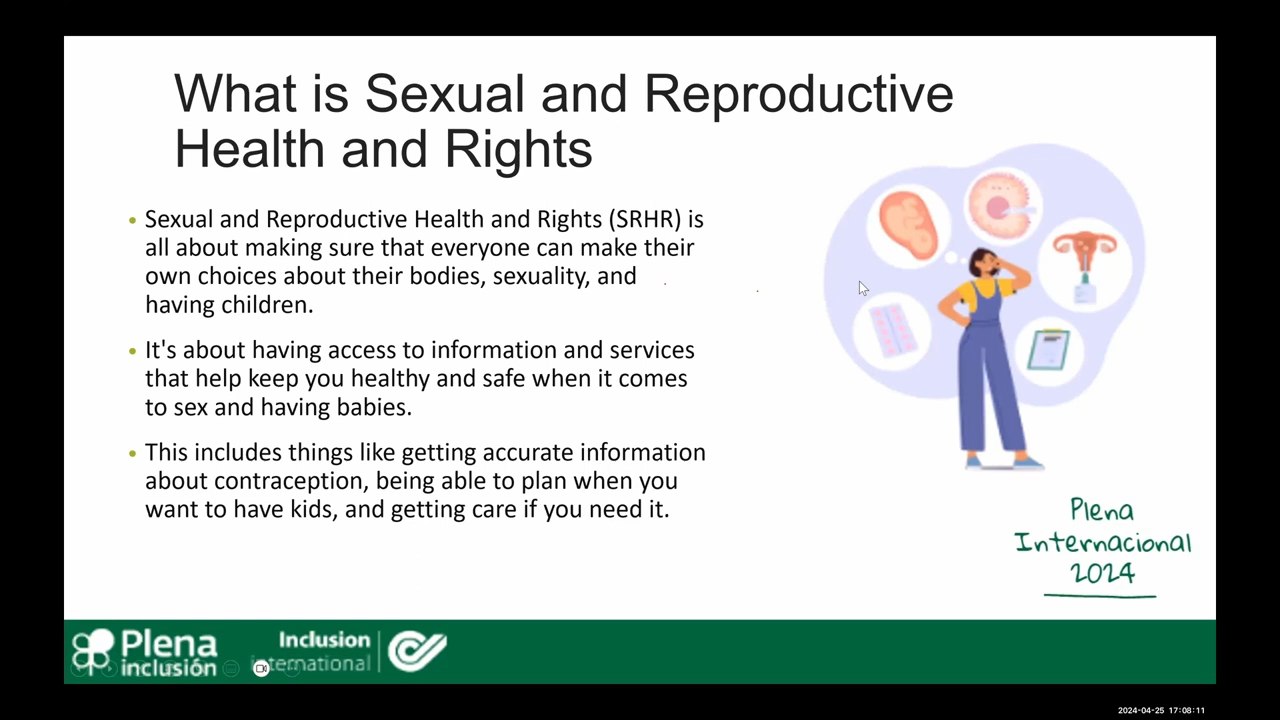 What is Sexual and Reproductive
Health and Rights
• Sexual and Reproductive Health and Rights (SRHR) is
all about making sure that everyone can make their
own choices about their bodies, sexuality, and
having children.
• It's about having access to information and services
that help keep you healthy and safe when it comes
to sex and having babies.
• This includes things like getting accurate information
about contraception, being able to plan when you
want to have kids, and getting care if you need it.
Plena
Internacional
2024
Plena
inclusión
Inclusion
international
2024-04-25 17:08:11